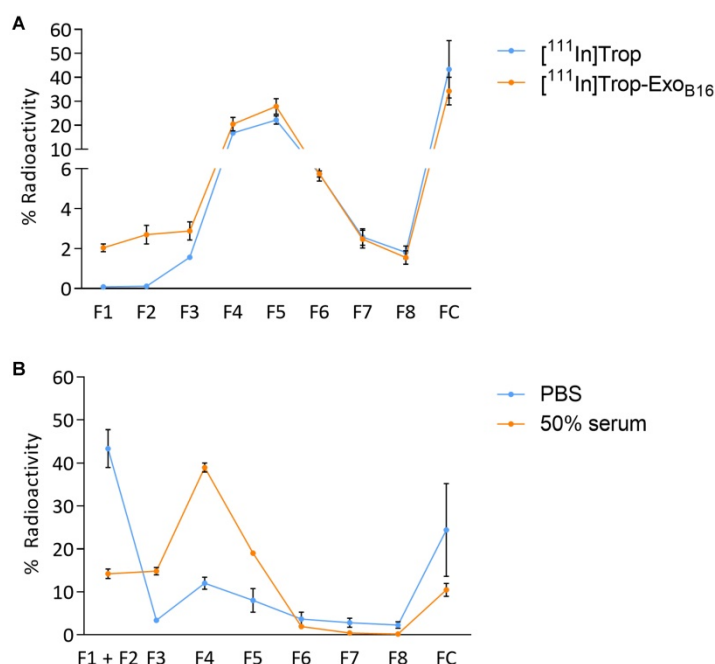 A
% Radioactivity
60
50
40
30
20
10
6
4
2
0
F1 F2 F3 F4 F5 F6 F7 F8 FC
[¹¹¹In]Trop
[¹¹¹In]Trop-Exo_B16
B
% Radioactivity
60
50
40
30
20
10
0
F1 + F2 F3 F4 F5 F6 F7 F8 FC
PBS
50% serum